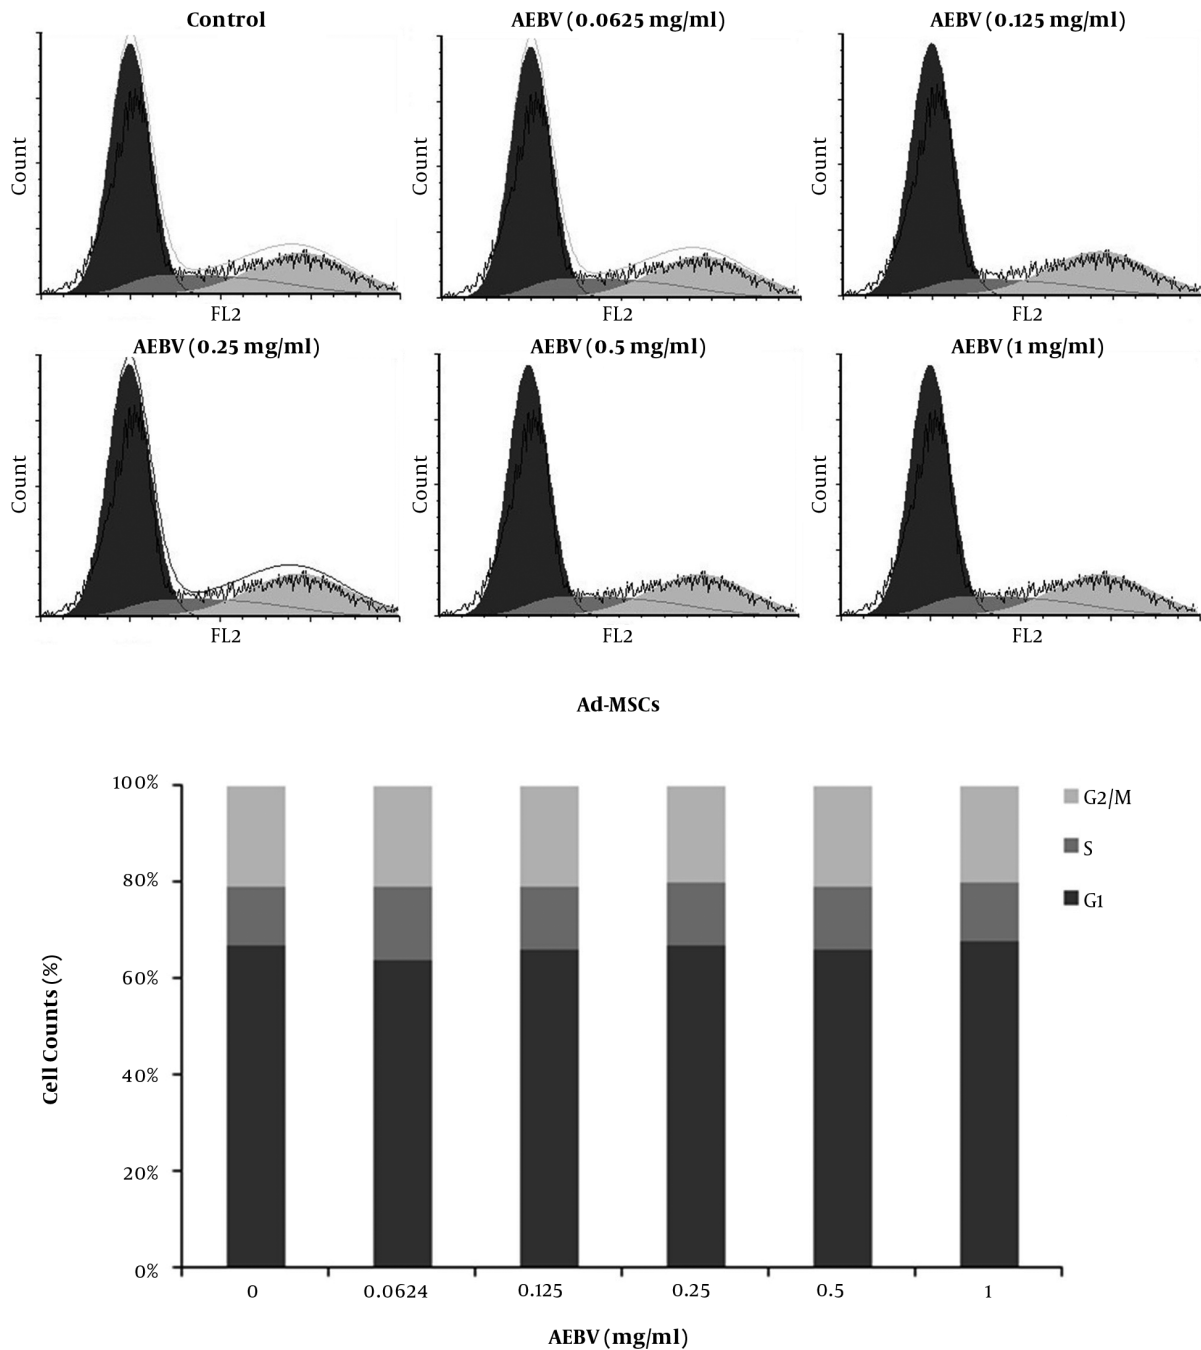 Control
AEBV (0.0625 mg/ml)
AEBV (0.125 mg/ml)
Count
Count
Count
FL2
FL2
FL2
AEBV (0.25 mg/ml)
AEBV (0.5 mg/ml)
AEBV (1 mg/ml)
Count
Count
Count
FL2
FL2
FL2
Ad-MSCs
100%
80%
60%
40%
20%
0%
Cell Counts (%)
G2/M
S
G1
0
0.0624
0.125
0.25
0.5
1
AEBV (mg/ml)